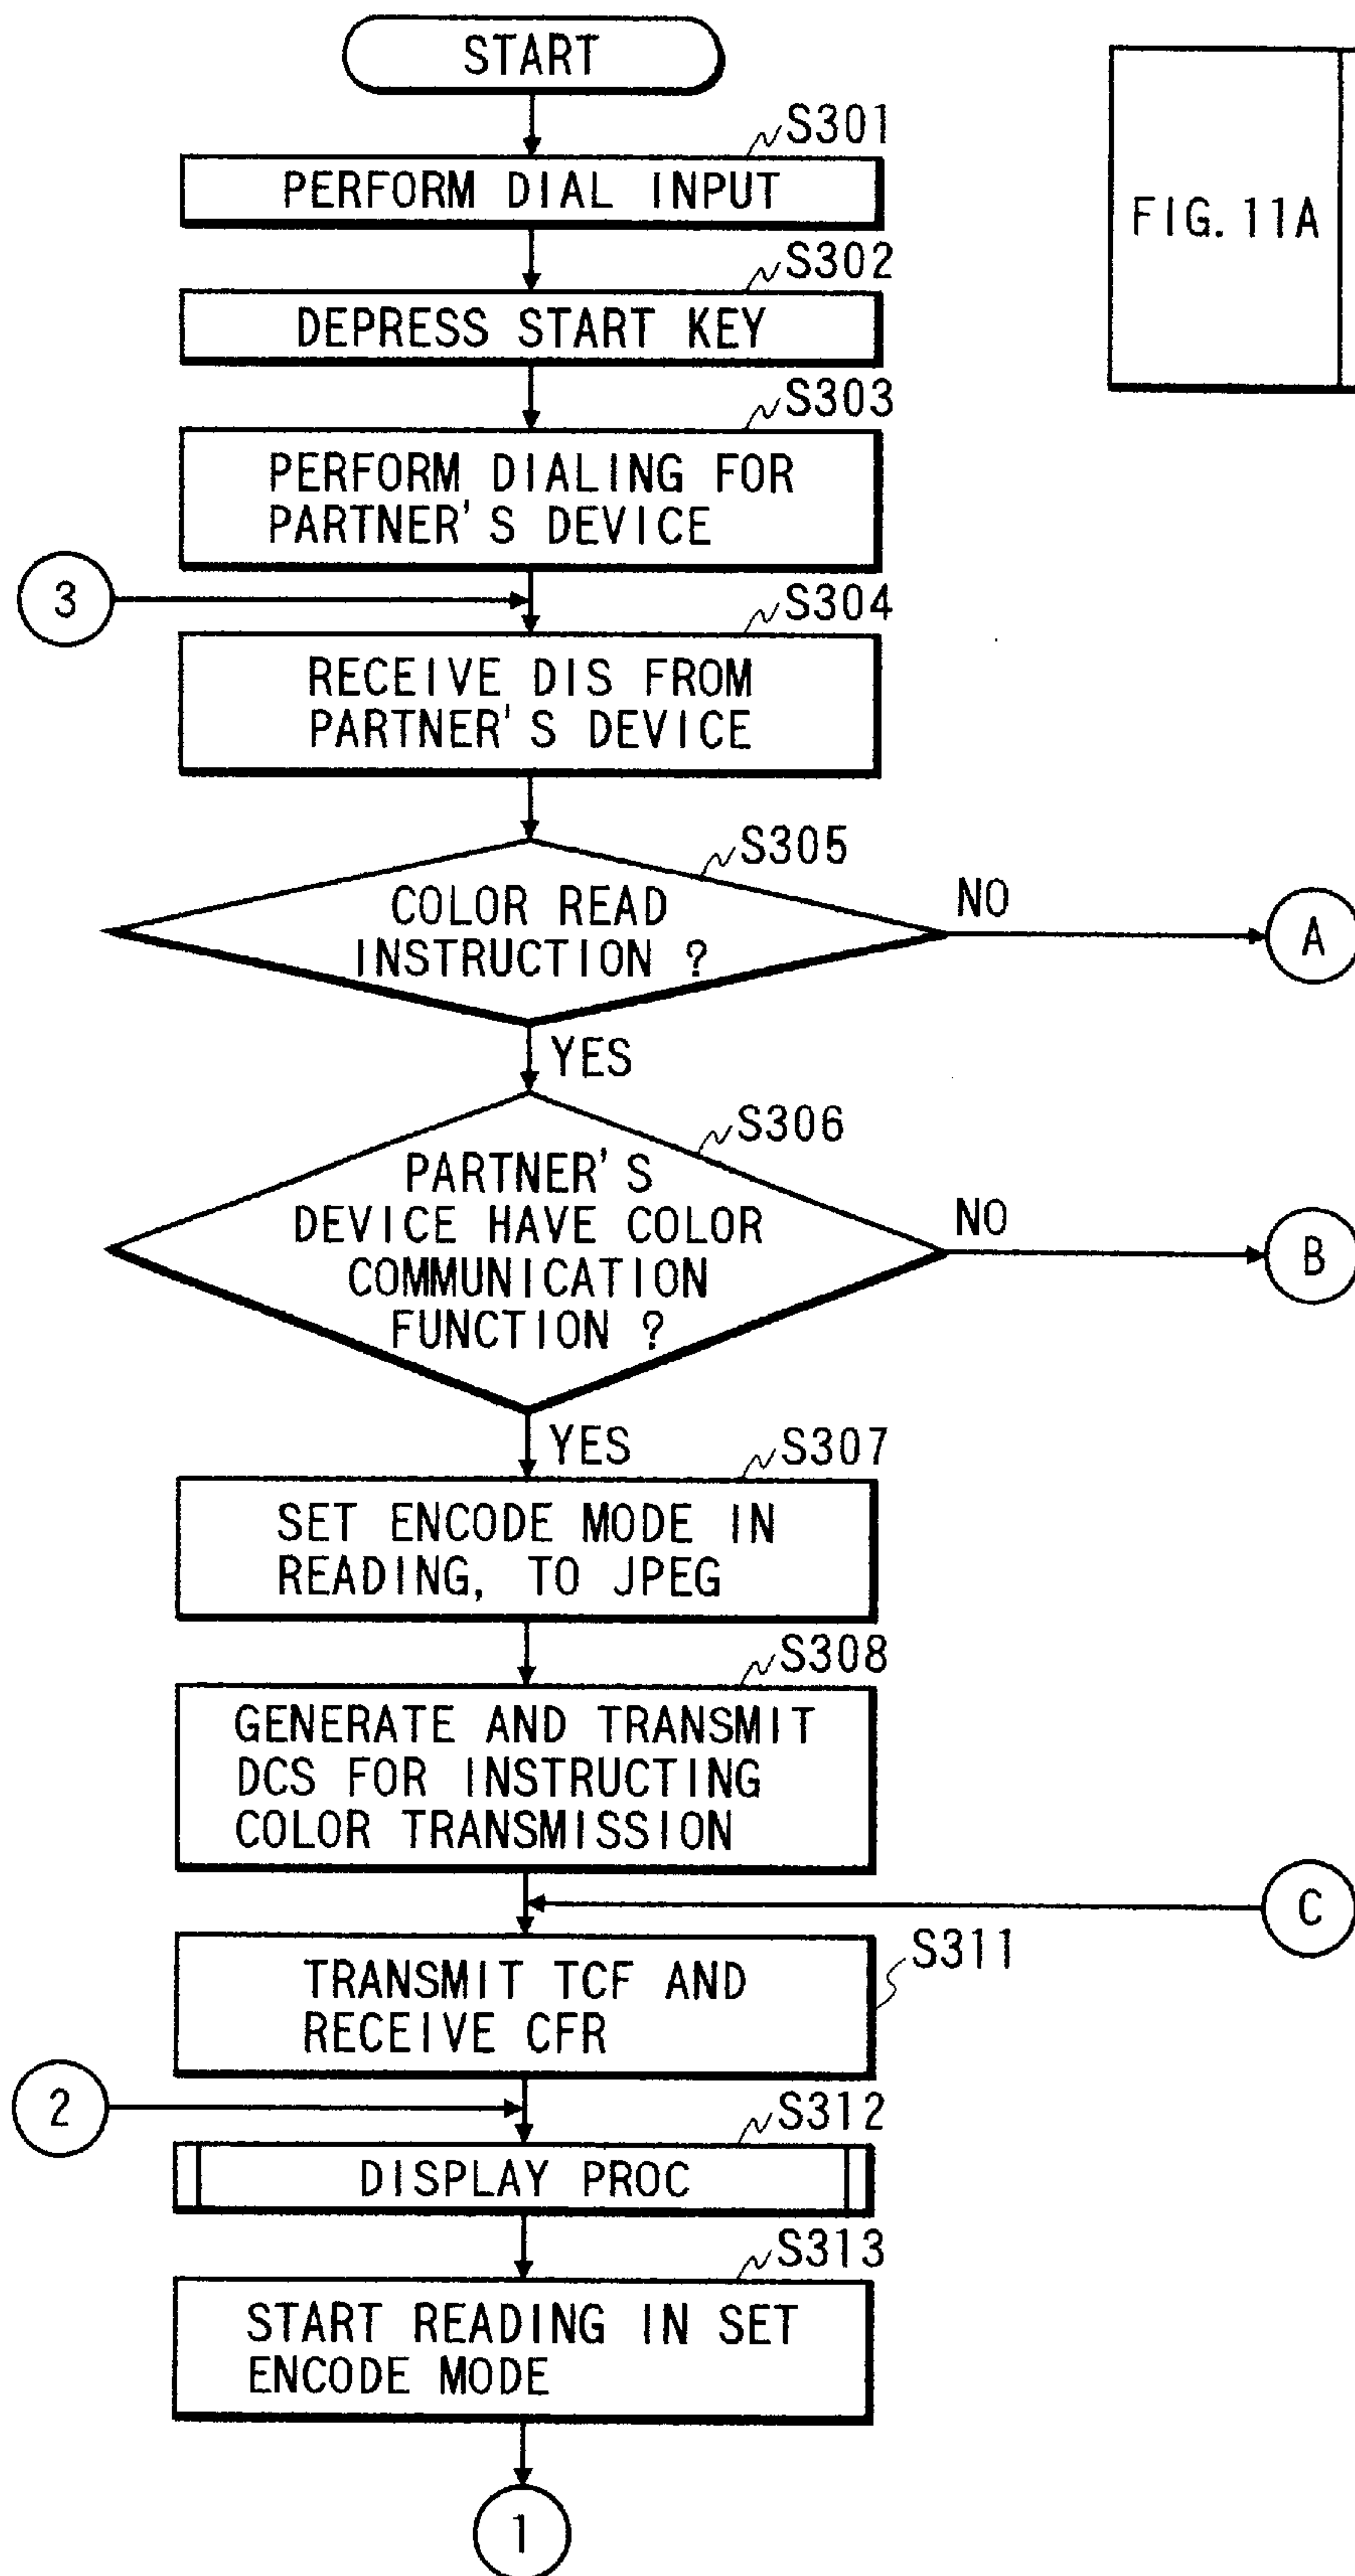 START
FIG. 11A
S301
PERFORM DIAL INPUT
S302
DEPRESS START KEY
S303
PERFORM DIALING FOR
PARTNER'S DEVICE
3
S304
RECEIVE DIS FROM
PARTNER'S DEVICE
S305
COLOR READ
INSTRUCTION ?
NO
A
YES
S306
PARTNER'S
DEVICE HAVE COLOR
COMMUNICATION
FUNCTION ?
NO
B
YES
S307
SET ENCODE MODE IN
READING, TO JPEG
S308
GENERATE AND TRANSMIT
DCS FOR INSTRUCTING
COLOR TRANSMISSION
C
S311
TRANSMIT TCF AND
RECEIVE CFR
2
S312
DISPLAY PROC
S313
START READING IN SET
ENCODE MODE
1